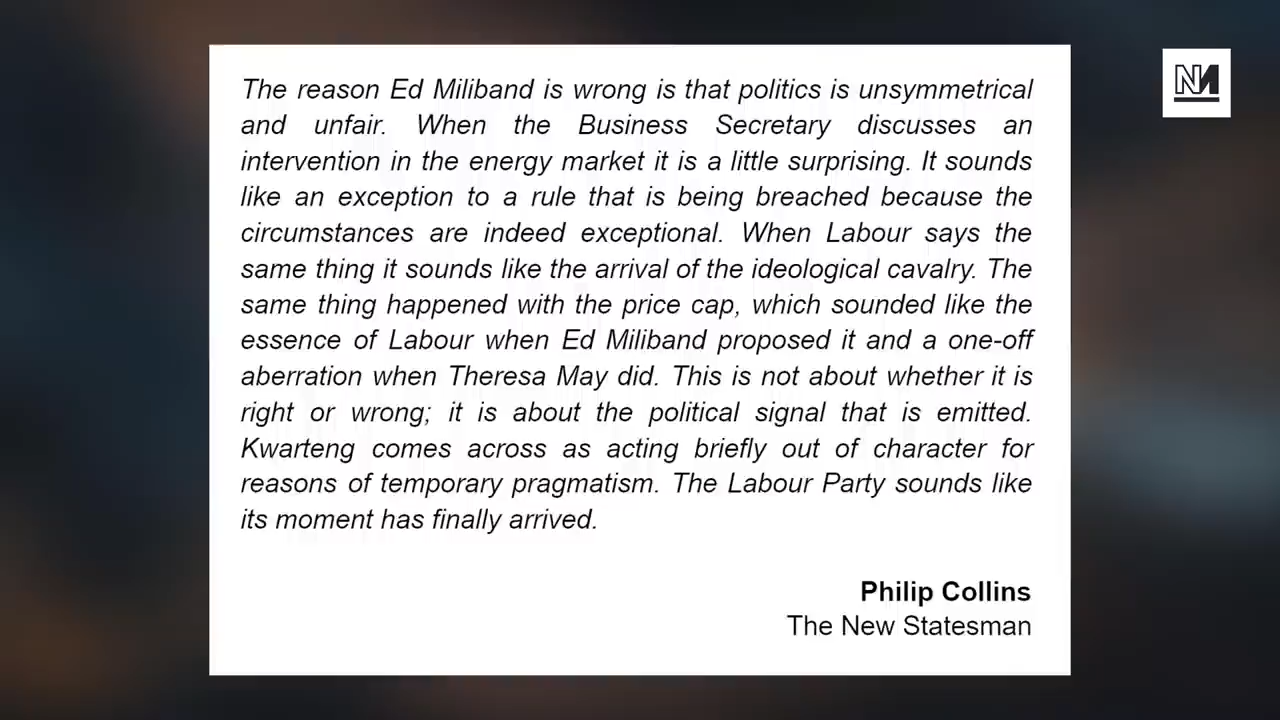 The reason Ed Miliband is wrong is that politics is unsymmetrical
and unfair. When the Business Secretary discusses an
intervention in the energy market it is a little surprising. It sounds
like an exception to a rule that is being breached because the
circumstances are indeed exceptional. When Labour says the
same thing it sounds like the arrival of the ideological cavalry. The
same thing happened with the price cap, which sounded like the
essence of Labour when Ed Miliband proposed it and a one-off
aberration when Theresa May did. This is not about whether it is
right or wrong; it is about the political signal that is emitted.
Kwarteng comes across as acting briefly out of character for
reasons of temporary pragmatism. The Labour Party sounds like
its moment has finally arrived.
Philip Collins
The New Statesman
NM